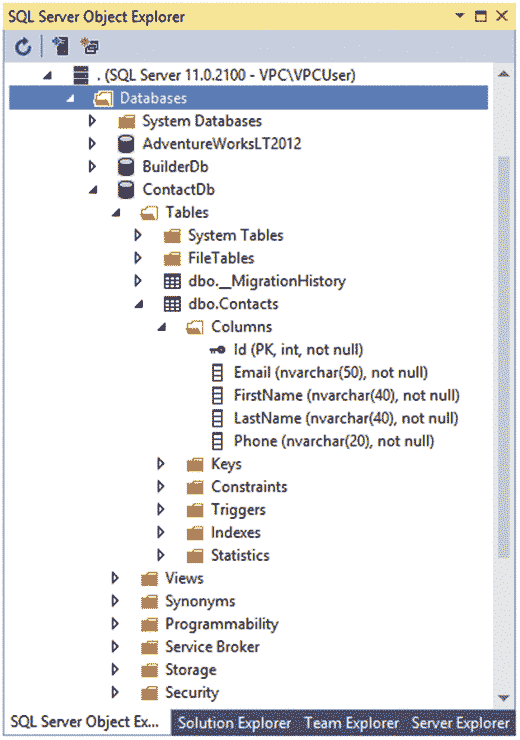 SQL Server Object Explorer
. (SQL Server 11.0.2100 - VPC\VPCUser)
Databases
System Databases
AdventureWorksLT2012
BuilderDb
ContactDb
Tables
System Tables
FileTables
dbo.__MigrationHistory
dbo.Contacts
Columns
Id (PK, int, not null)
Email (nvarchar(50), not null)
FirstName (nvarchar(40), not null)
LastName (nvarchar(40), not null)
Phone (nvarchar(20), not null)
Keys
Constraints
Triggers
Indexes
Statistics
Views
Synonyms
Programmability
Service Broker
Storage
Security
SQL Server Object Ex... Solution Explorer Team Explorer Server Explorer